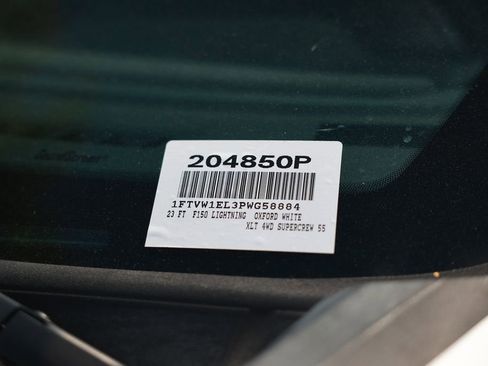 204850P
1FTVW1EL3PWG58884
23 FT F150 LIGHTNING OXFORD WHITE
XLT 4WD SUPERCREW 55